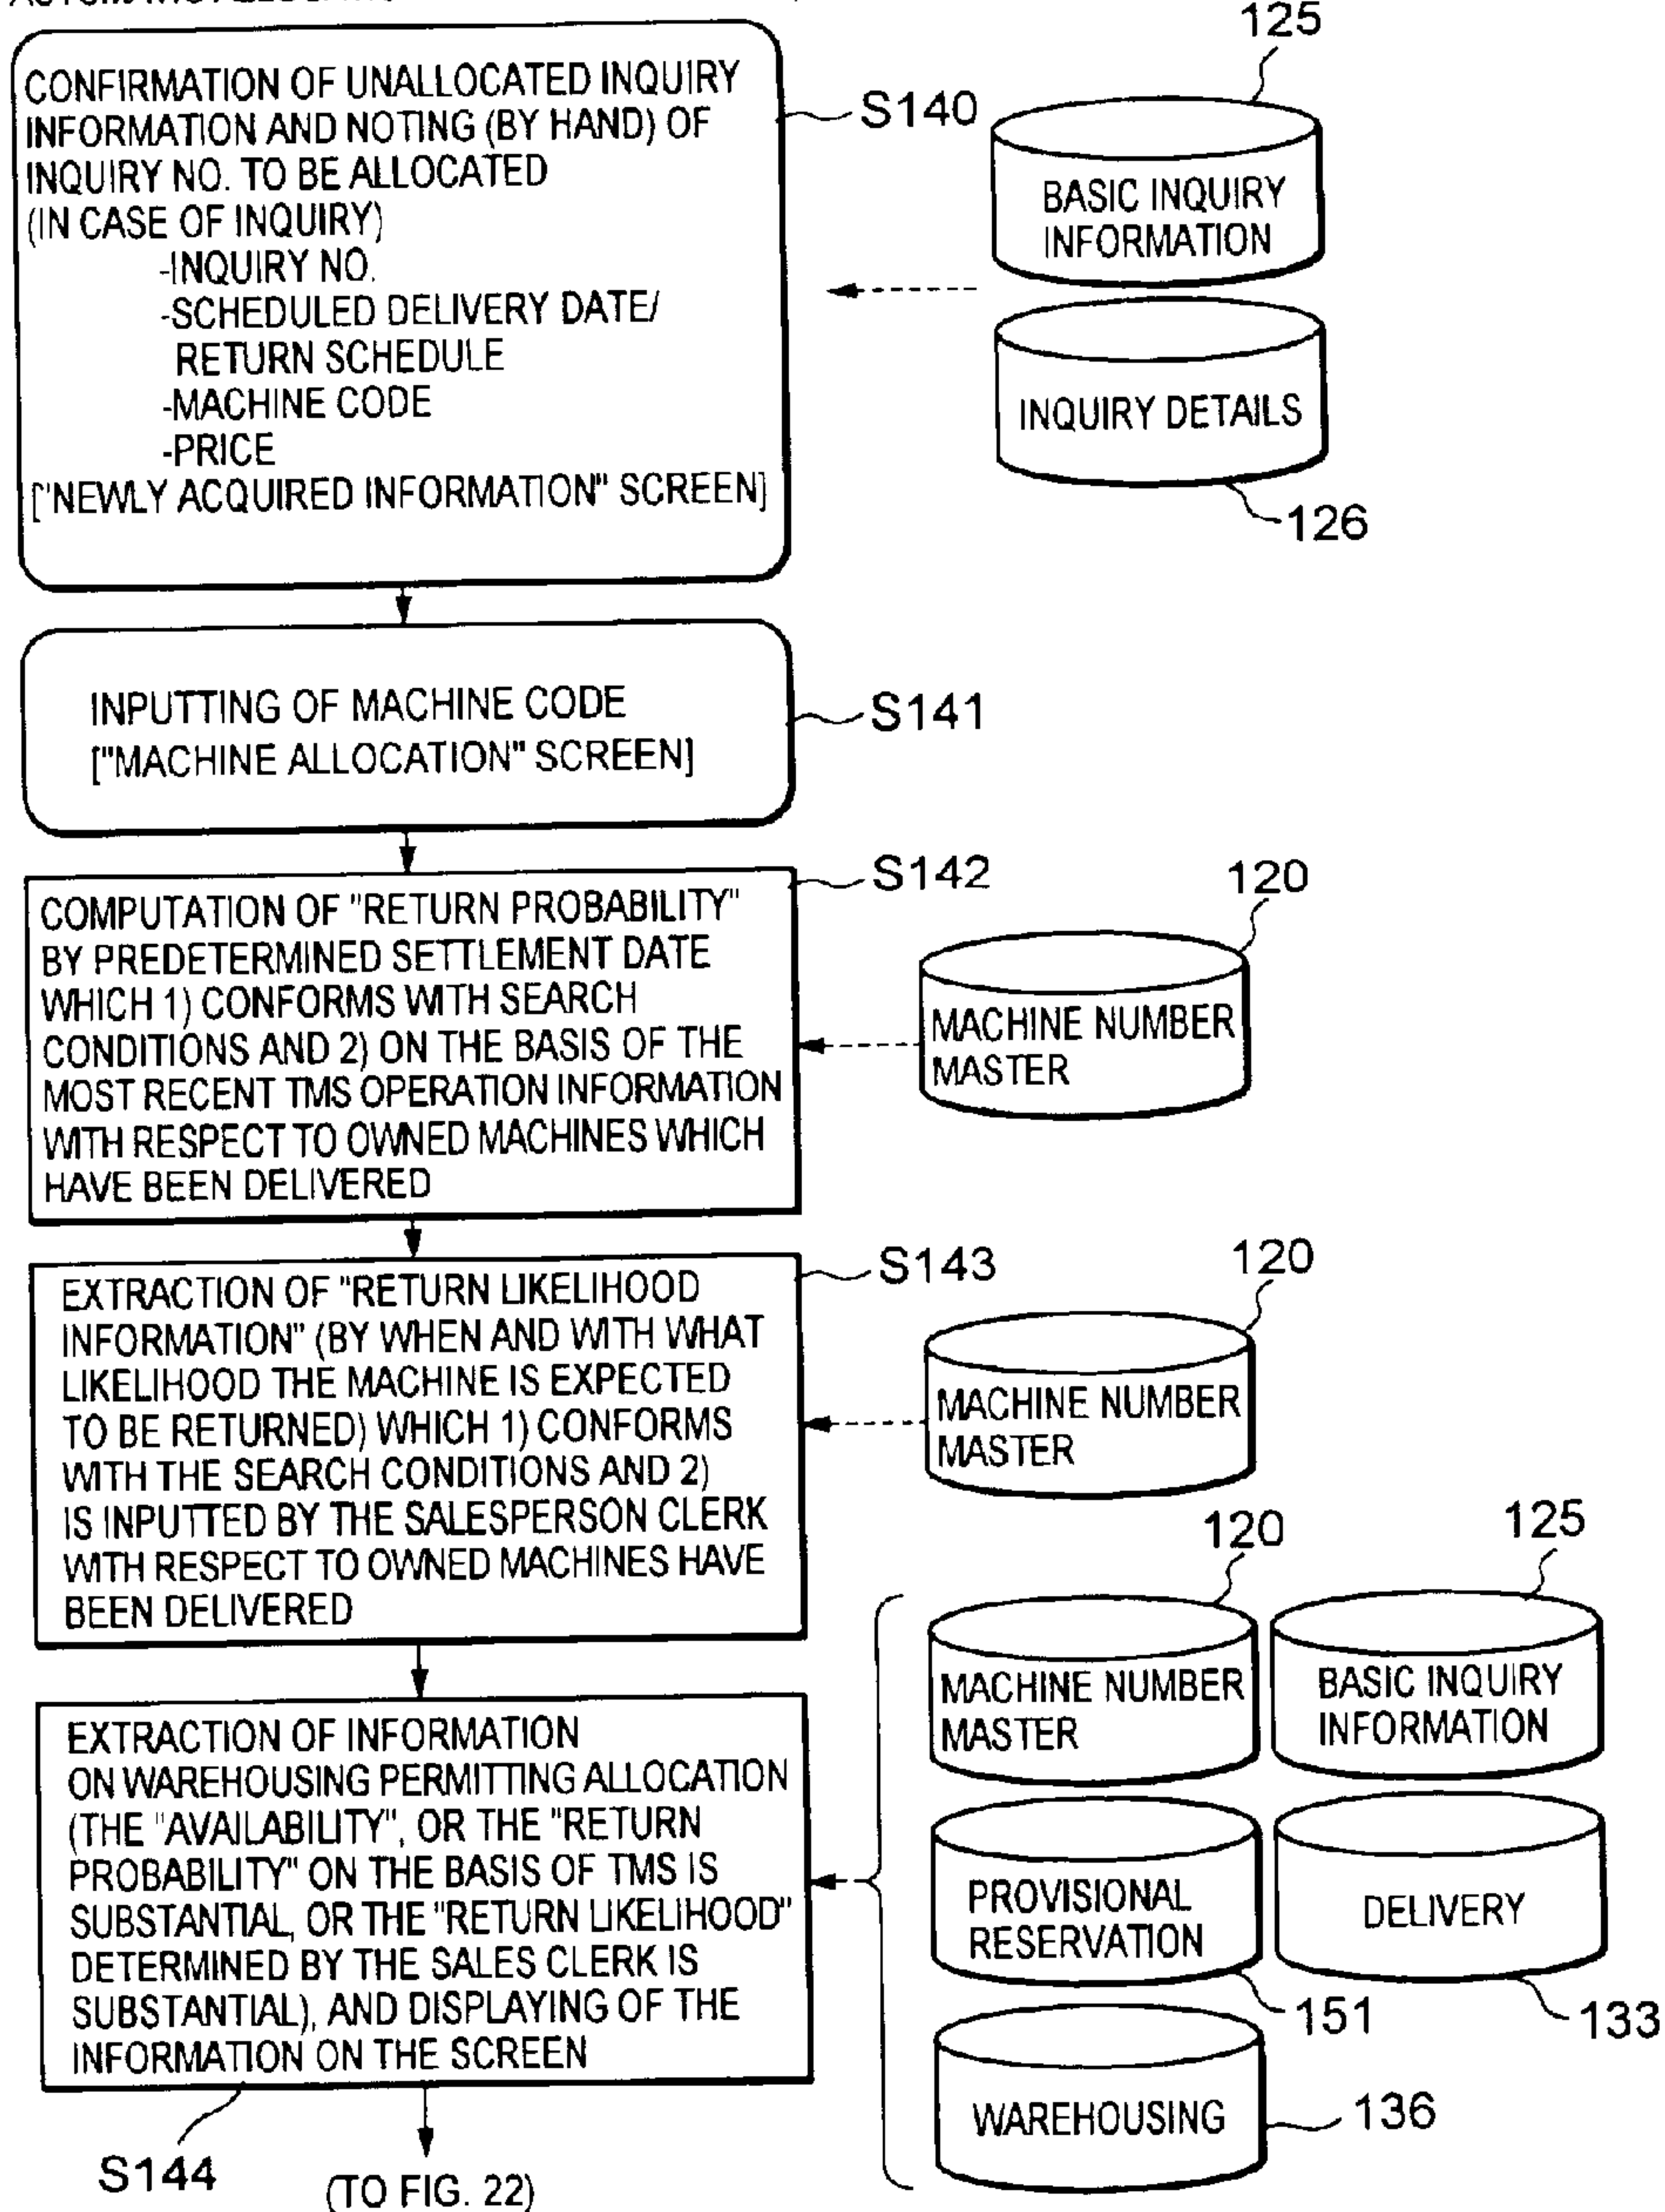 125
CONFIRMATION OF UNALLOCATED INQUIRY
INFORMATION AND NOTING (BY HAND) OF
INQUIRY NO. TO BE ALLOCATED
(IN CASE OF INQUIRY)
-INQUIRY NO.
-SCHEDULED DELIVERY DATE/
RETURN SCHEDULE
-MACHINE CODE
-PRICE
["NEWLY ACQUIRED INFORMATION" SCREEN]
S140
BASIC INQUIRY
INFORMATION
INQUIRY DETAILS
126
INPUTTING OF MACHINE CODE
["MACHINE ALLOCATION" SCREEN]
S141
COMPUTATION OF "RETURN PROBABILITY"
BY PREDETERMINED SETTLEMENT DATE
WHICH 1) CONFORMS WITH SEARCH
CONDITIONS AND 2) ON THE BASIS OF THE
MOST RECENT TMS OPERATION INFORMATION
WITH RESPECT TO OWNED MACHINES WHICH
HAVE BEEN DELIVERED
S142
120
MACHINE NUMBER
MASTER
EXTRACTION OF "RETURN LIKELIHOOD
INFORMATION" (BY WHEN AND WITH WHAT
LIKELIHOOD THE MACHINE IS EXPECTED
TO BE RETURNED) WHICH 1) CONFORMS
WITH THE SEARCH CONDITIONS AND 2)
IS INPUTTED BY THE SALESPERSON CLERK
WITH RESPECT TO OWNED MACHINES HAVE
BEEN DELIVERED
S143
120
MACHINE NUMBER
MASTER
EXTRACTION OF INFORMATION
ON WAREHOUSING PERMITTING ALLOCATION
(THE "AVAILABILITY", OR THE "RETURN
PROBABILITY" ON THE BASIS OF TMS IS
SUBSTANTIAL, OR THE "RETURN LIKELIHOOD"
DETERMINED BY THE SALES CLERK IS
SUBSTANTIAL), AND DISPLAYING OF THE
INFORMATION ON THE SCREEN
S144
120
MACHINE NUMBER
MASTER
125
BASIC INQUIRY
INFORMATION
PROVISIONAL
RESERVATION
151
DELIVERY
133
WAREHOUSING
136
(TO FIG. 22)